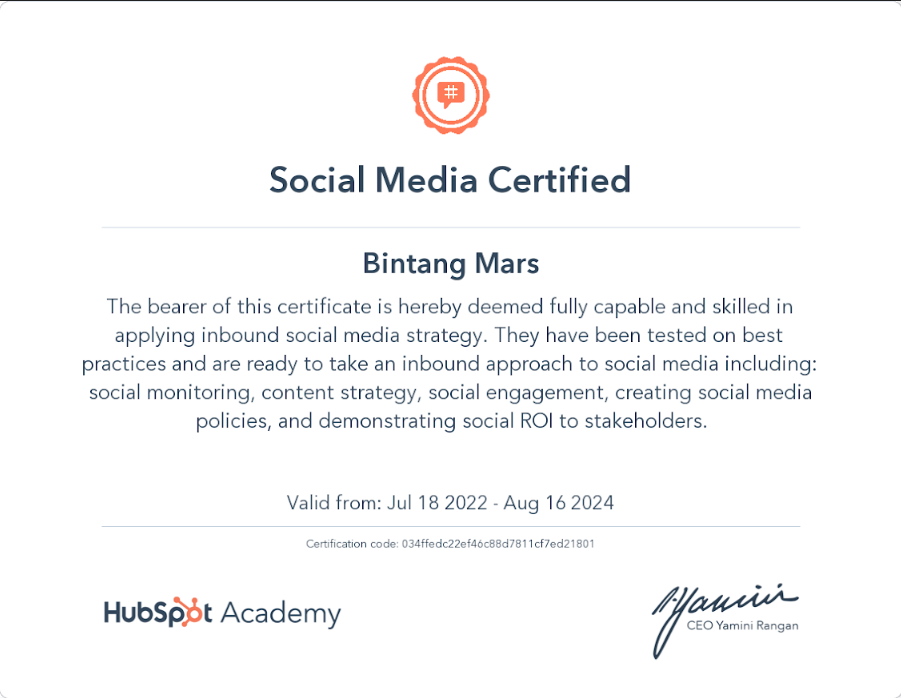 #
Social Media Certified
Bintang Mars
The bearer of this certificate is hereby deemed fully capable and skilled in
applying inbound social media strategy. They have been tested on best
practices and are ready to take an inbound approach to social media including:
social monitoring, content strategy, social engagement, creating social media
policies, and demonstrating social ROI to stakeholders.
Valid from: Jul 18 2022 - Aug 16 2024
Certification code: 034ffedc22ef46c88d7811cf7ed21801
HubSpot Academy
Yamini
CEO Yamini Rangan